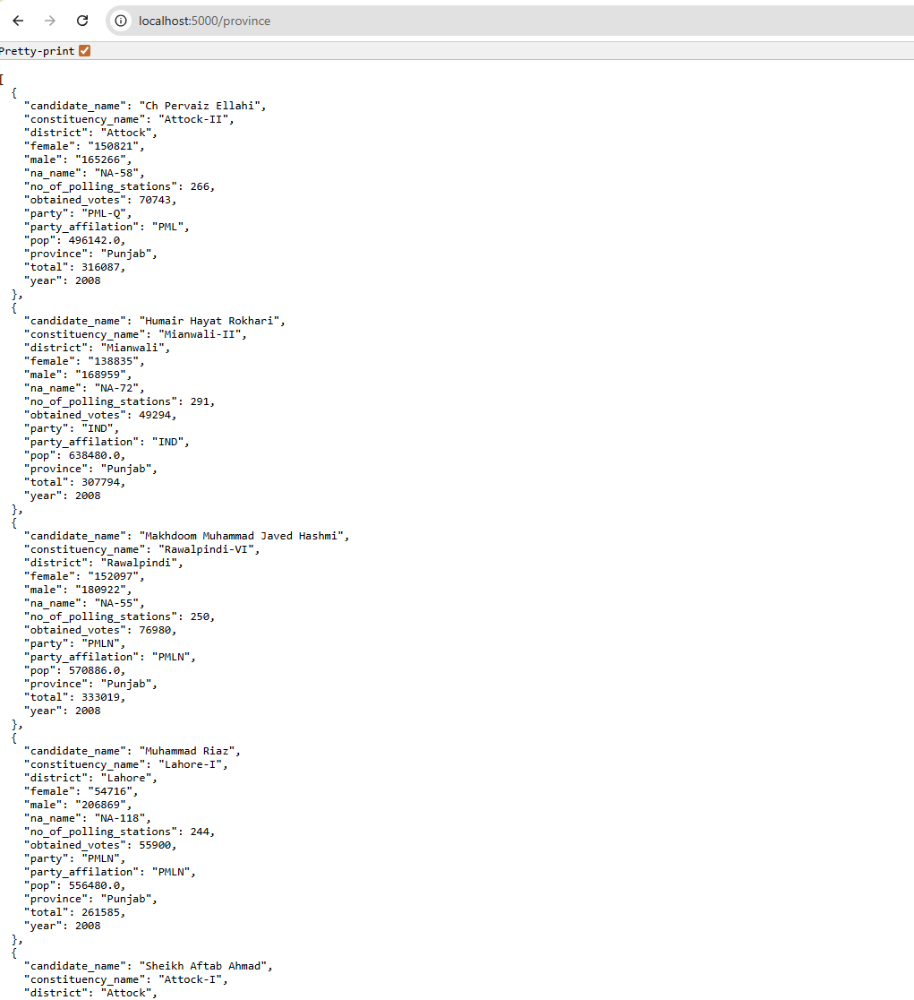 localhost:5000/province
Pretty-print
[
  {
    "candidate_name": "Ch Pervaiz Ellahi",
    "constituency_name": "Attock-II",
    "district": "Attock",
    "female": "150821",
    "male": "165266",
    "na_name": "NA-58",
    "no_of_polling_stations": 266,
    "obtained_votes": 70743,
    "party": "PML-Q",
    "party_affilation": "PML",
    "pop": 496142.0,
    "province": "Punjab",
    "total": 316087,
    "year": 2008
  },
  {
    "candidate_name": "Humair Hayat Rokhari",
    "constituency_name": "Mianwali-II",
    "district": "Mianwali",
    "female": "138835",
    "male": "168959",
    "na_name": "NA-72",
    "no_of_polling_stations": 291,
    "obtained_votes": 49294,
    "party": "IND",
    "party_affilation": "IND",
    "pop": 638480.0,
    "province": "Punjab",
    "total": 307794,
    "year": 2008
  },
  {
    "candidate_name": "Makhdoom Muhammad Javed Hashmi",
    "constituency_name": "Rawalpindi-VI",
    "district": "Rawalpindi",
    "female": "152097",
    "male": "180922",
    "na_name": "NA-55",
    "no_of_polling_stations": 250,
    "obtained_votes": 76980,
    "party": "PMLN",
    "party_affilation": "PMLN",
    "pop": 570886.0,
    "province": "Punjab",
    "total": 333019,
    "year": 2008
  },
  {
    "candidate_name": "Muhammad Riaz",
    "constituency_name": "Lahore-I",
    "district": "Lahore",
    "female": "54716",
    "male": "206869",
    "na_name": "NA-118",
    "no_of_polling_stations": 244,
    "obtained_votes": 55900,
    "party": "PMLN",
    "party_affilation": "PMLN",
    "pop": 556480.0,
    "province": "Punjab",
    "total": 261585,
    "year": 2008
  },
  {
    "candidate_name": "Sheikh Aftab Ahmad",
    "constituency_name": "Attock-I",
    "district": "Attock",